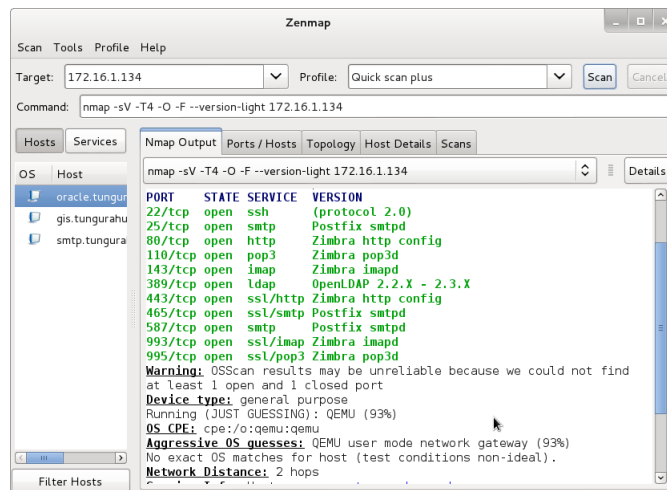 Zenmap
Scan Tools Profile Help
Target: 172.16.1.134 Profile: Quick scan plus Scan Cancel
Command: nmap -sV -T4 -O -F --version-light 172.16.1.134
Hosts Services Nmap Output Ports / Hosts Topology Host Details Scans
OS Host
nmap -sV -T4 -O -F --version-light 172.16.1.134 Details
oracle.tungur
gis.tungurahu
smtp.tungura
PORT STATE SERVICE VERSION
22/tcp open ssh (protocol 2.0)
25/tcp open smtp Postfix smtpd
80/tcp open http Zimbra http config
110/tcp open pop3 Zimbra pop3d
143/tcp open imap Zimbra imapd
389/tcp open ldap OpenLDAP 2.2.X - 2.3.X
443/tcp open ssl/http Zimbra http config
465/tcp open ssl/smtp Postfix smtpd
587/tcp open smtp Postfix smtpd
993/tcp open ssl/imap Zimbra imapd
995/tcp open ssl/pop3 Zimbra pop3d
Warning: OSScan results may be unreliable because we could not find
at least 1 open and 1 closed port
Device type: general purpose
Running (JUST GUESSING): QEMU (93%)
OS CPE: cpe:/o:qemu:qemu
Aggressive OS guesses: QEMU user mode network gateway (93%)
No exact OS matches for host (test conditions non-ideal).
Network Distance: 2 hops
Filter Hosts